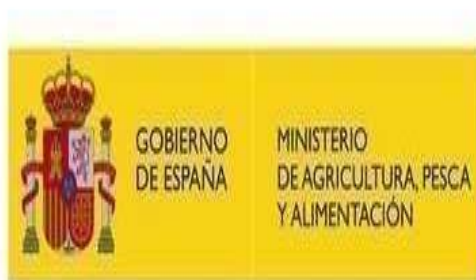 GOBIERNO
DE ESPAÑA
MINISTERIO
DE AGRICULTURA, PESCA
Y ALIMENTACIÓN